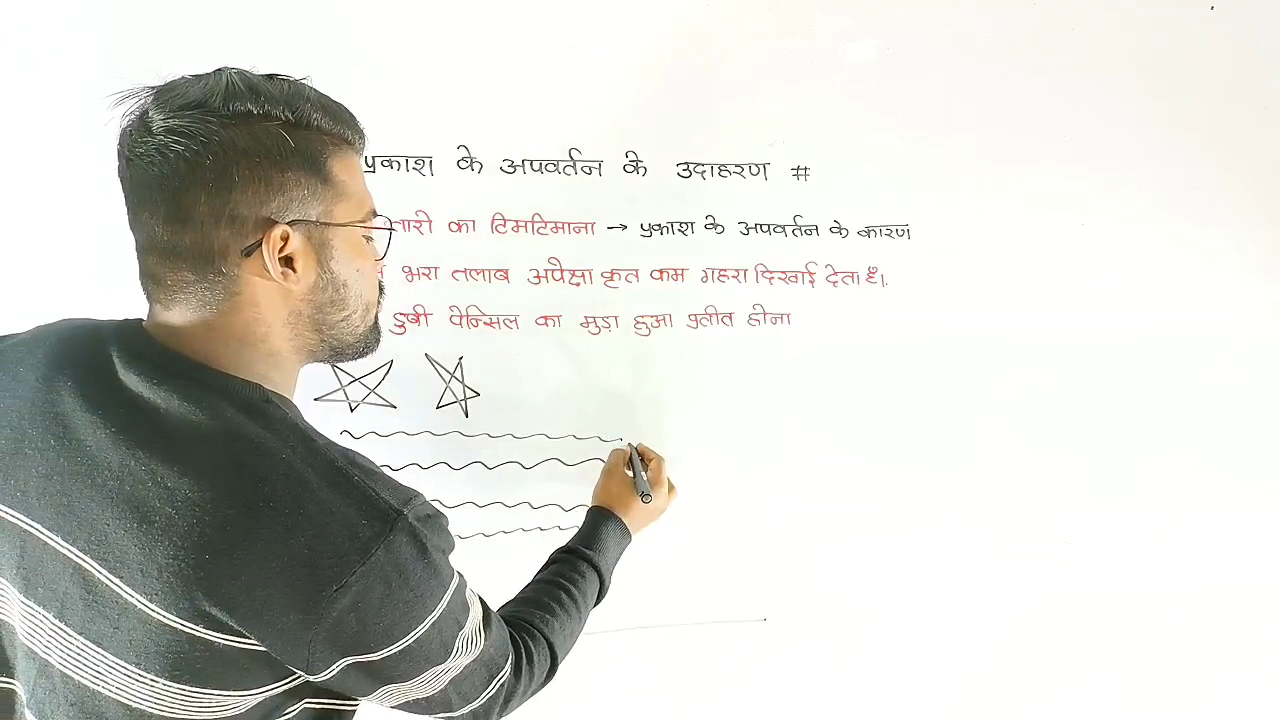 प्रकाश के अपवर्तन के उदाहरण #
तारो का टिमटिमाना → प्रकाश के अपवर्तन के कारण
भरा तलाब अपेक्षा कृत कम गहरा दिखाई देता है।
डुबी पेन्सिल का मुड़ा हुआ प्रतीत होना